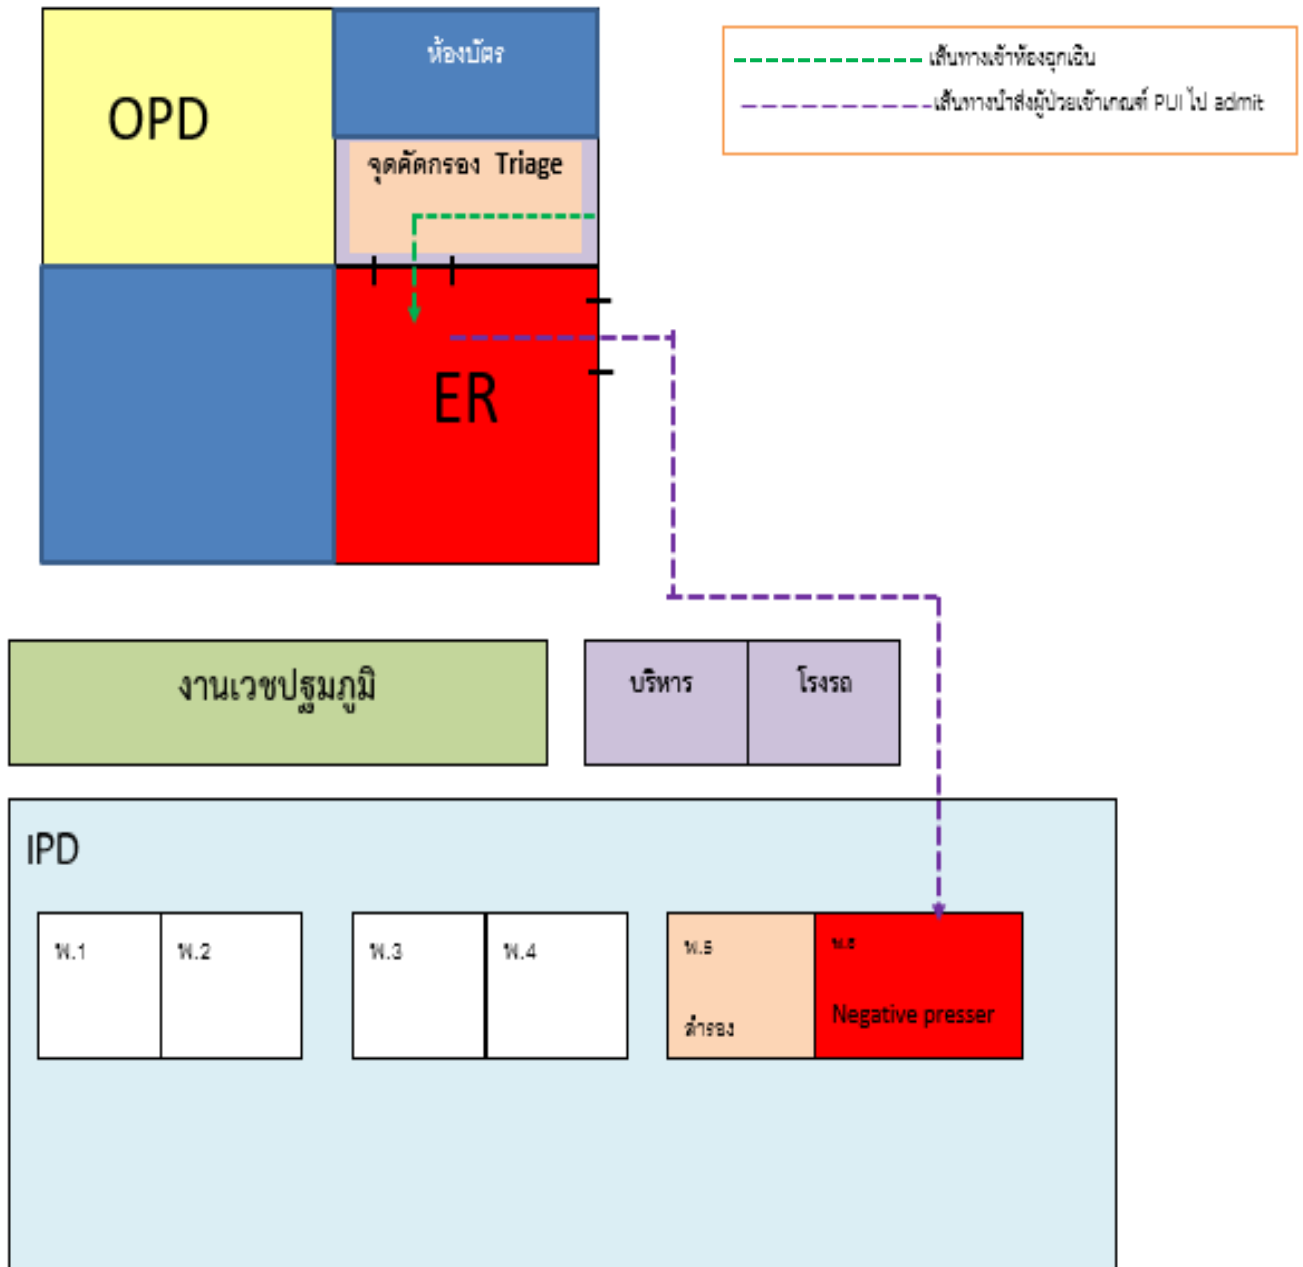 ห้องบัตร
OPD
จุดคัดกรอง Triage
ER
เส้นทางเข้าห้องฉุกเฉิน
เส้นทางนำส่งผู้ป่วยเข้าเกณฑ์ PUI ไป admit
งานเวชปฐมภูมิ
บริหาร
โรงรถ
IPD
พ.1
พ.2
พ.3
พ.4
พ.5
สำรอง
พ.6
Negative presser